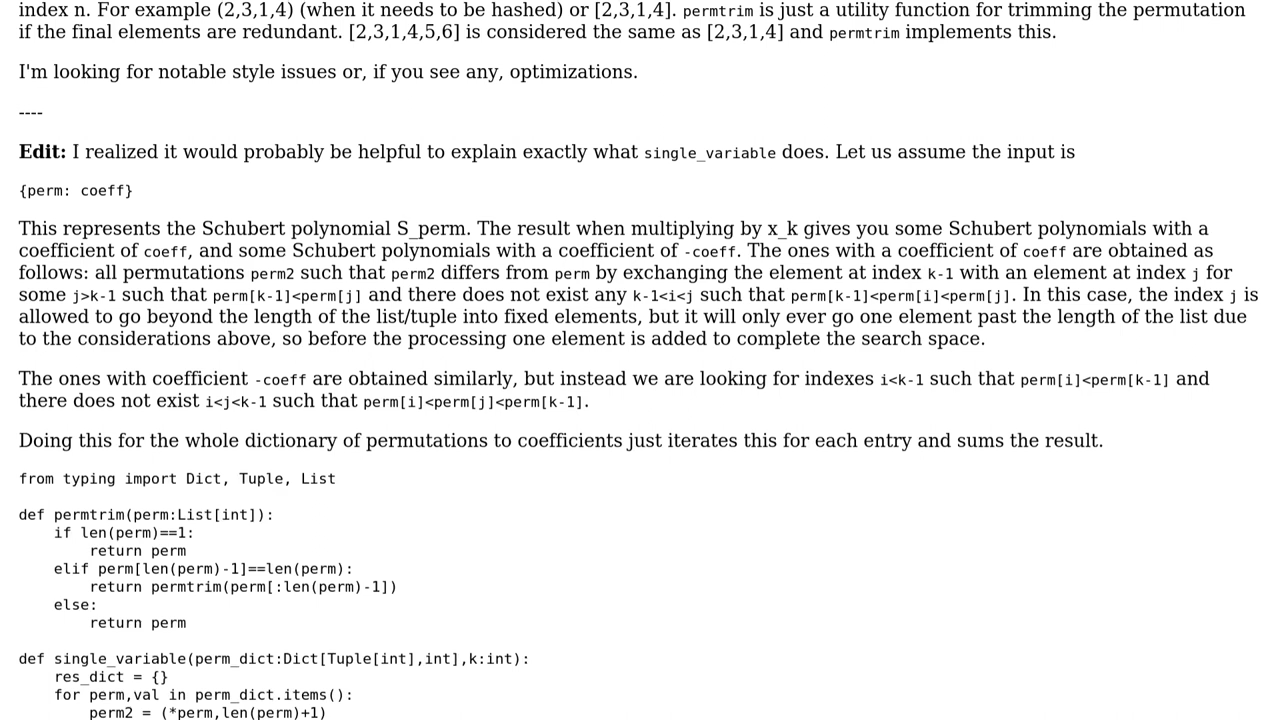 index n. For example (2,3,1,4) (when it needs to be hashed) or [2,3,1,4]. permtrim is just a utility function for trimming the permutation
if the final elements are redundant. [2,3,1,4,5,6] is considered the same as [2,3,1,4] and permtrim implements this.
I'm looking for notable style issues or, if you see any, optimizations.
----
Edit: I realized it would probably be helpful to explain exactly what single_variable does. Let us assume the input is
{perm: coeff}
This represents the Schubert polynomial S_perm. The result when multiplying by x_k gives you some Schubert polynomials with a
coefficient of coeff, and some Schubert polynomials with a coefficient of -coeff. The ones with a coefficient of coeff are obtained as
follows: all permutations perm2 such that perm2 differs from perm by exchanging the element at index k-1 with an element at index j for
some j>k-1 such that perm[k-1]<perm[j] and there does not exist any k-1<i<j such that perm[k-1]<perm[i]<perm[j]. In this case, the index j is
allowed to go beyond the length of the list/tuple into fixed elements, but it will only ever go one element past the length of the list due
to the considerations above, so before the processing one element is added to complete the search space.
The ones with coefficient -coeff are obtained similarly, but instead we are looking for indexes i<k-1 such that perm[i]<perm[k-1] and
there does not exist i<j<k-1 such that perm[i]<perm[j]<perm[k-1].
Doing this for the whole dictionary of permutations to coefficients just iterates this for each entry and sums the result.
from typing import Dict, Tuple, List
def permtrim(perm:List[int]):
    if len(perm)==1:
        return perm
    elif perm[len(perm)-1]==len(perm):
        return permtrim(perm[:len(perm)-1])
    else:
        return perm
def single_variable(perm_dict:Dict[Tuple[int],int],k:int):
    res_dict = {}
    for perm,val in perm_dict.items():
        perm2 = (*perm,len(perm)+1)